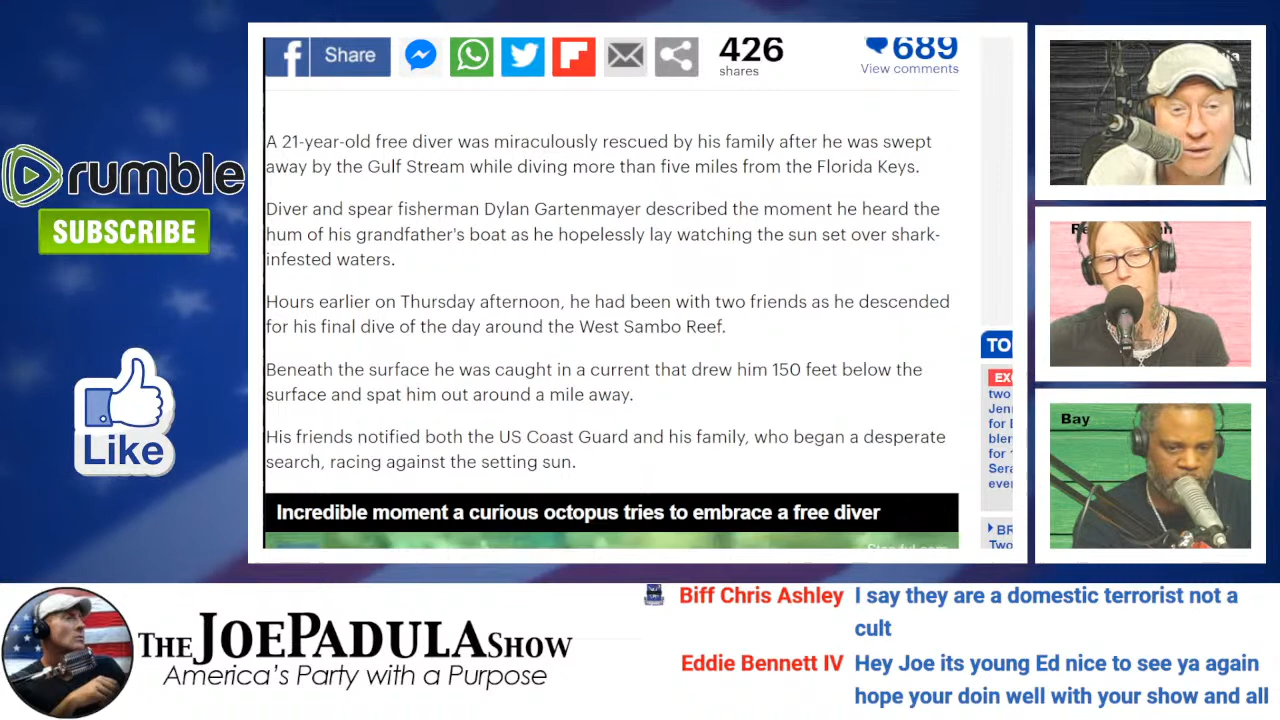 rumble
SUBSCRIBE
Like
Share
426
shares
689
View comments
A 21-year-old free diver was miraculously rescued by his family after he was swept
away by the Gulf Stream while diving more than five miles from the Florida Keys.
Diver and spear fisherman Dylan Gartenmayer described the moment he heard the
hum of his grandfather's boat as he hopelessly lay watching the sun set over shark-
infested waters.
Hours earlier on Thursday afternoon, he had been with two friends as he descended
for his final dive of the day around the West Sambo Reef.
Beneath the surface he was caught in a current that drew him 150 feet below the
surface and spat him out around a mile away.
His friends notified both the US Coast Guard and his family, who began a desperate
search, racing against the setting sun.
Incredible moment a curious octopus tries to embrace a free diver
TO
two
for
for
Bay
THE JOEPADULA SHOW
America's Party with a Purpose
Biff Chris Ashley I say they are a domestic terrorist not a
cult
Eddie Bennett IV Hey Joe its young Ed nice to see ya again
hope your doin well with your show and all